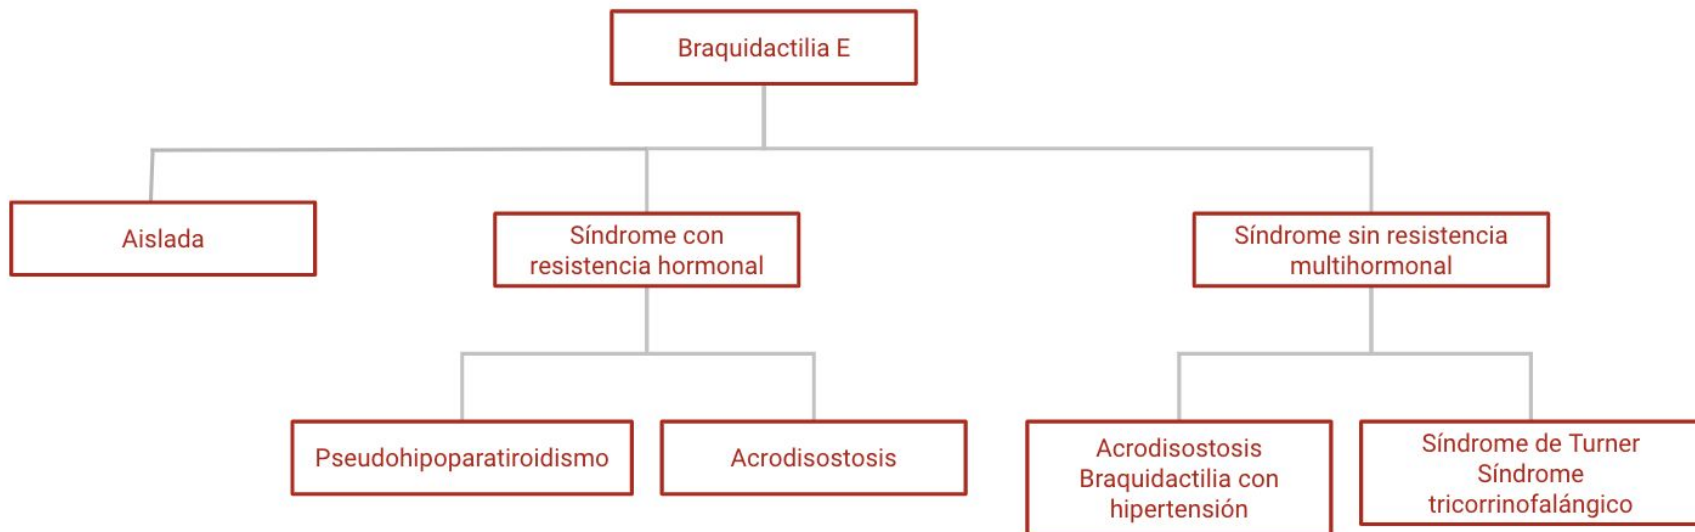 Braquidactilia E
Aislada
Síndrome con
resistencia hormonal
Síndrome sin resistencia
multihormonal
Pseudohipoparatiroidismo
Acrodisostosis
Acrodisostosis
Braquidactilia con
hipertensión
Síndrome de Turner
Síndrome
tricorrinofalángico